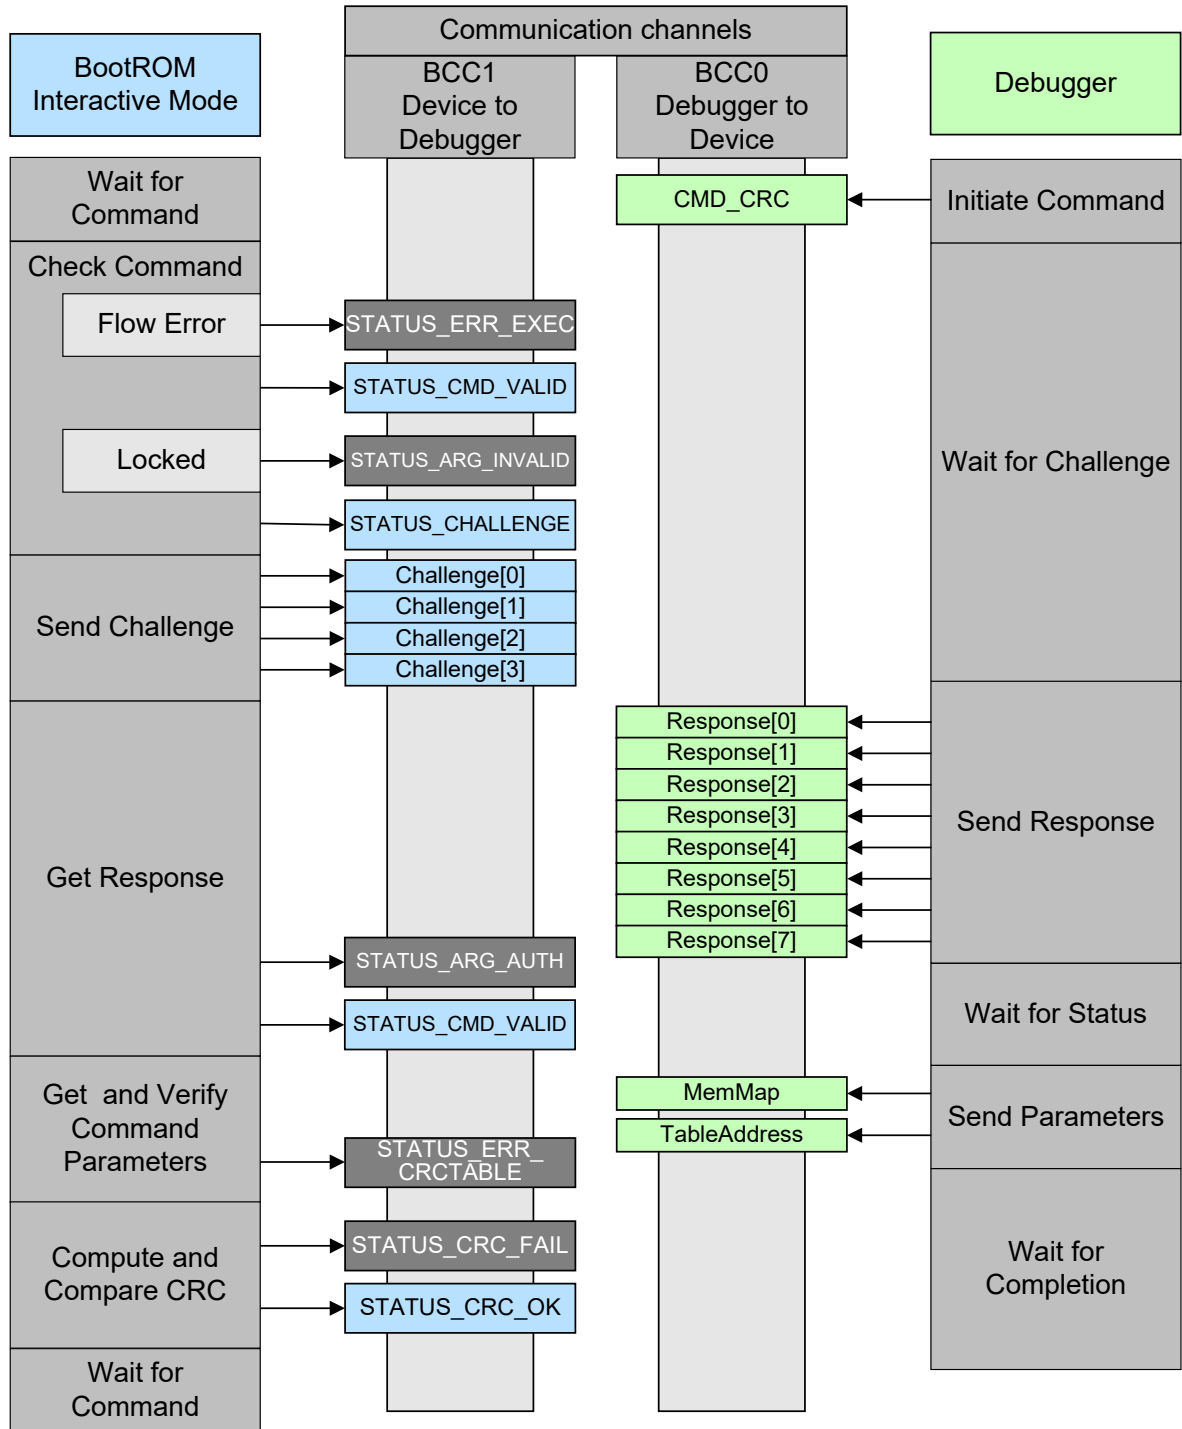 Communication channels
BootROM
Interactive Mode
BCC1
Device to
Debugger
BCC0
Debugger to
Device
Debugger
Wait for
Command
CMD_CRC
Initiate Command
Check Command
Flow Error
STATUS_ERR_EXEC
STATUS_CMD_VALID
Locked
STATUS_ARG_INVALID
STATUS_CHALLENGE
Wait for Challenge
Send Challenge
Challenge[0]
Challenge[1]
Challenge[2]
Challenge[3]
Response[0]
Response[1]
Response[2]
Response[3]
Response[4]
Response[5]
Response[6]
Response[7]
Send Response
Get Response
STATUS_ARG_AUTH
STATUS_CMD_VALID
Wait for Status
Get and Verify
Command
Parameters
MemMap
TableAddress
Send Parameters
STATUS_ERR_
CRCTABLE
Compute and
Compare CRC
STATUS_CRC_FAIL
STATUS_CRC_OK
Wait for
Completion
Wait for
Command